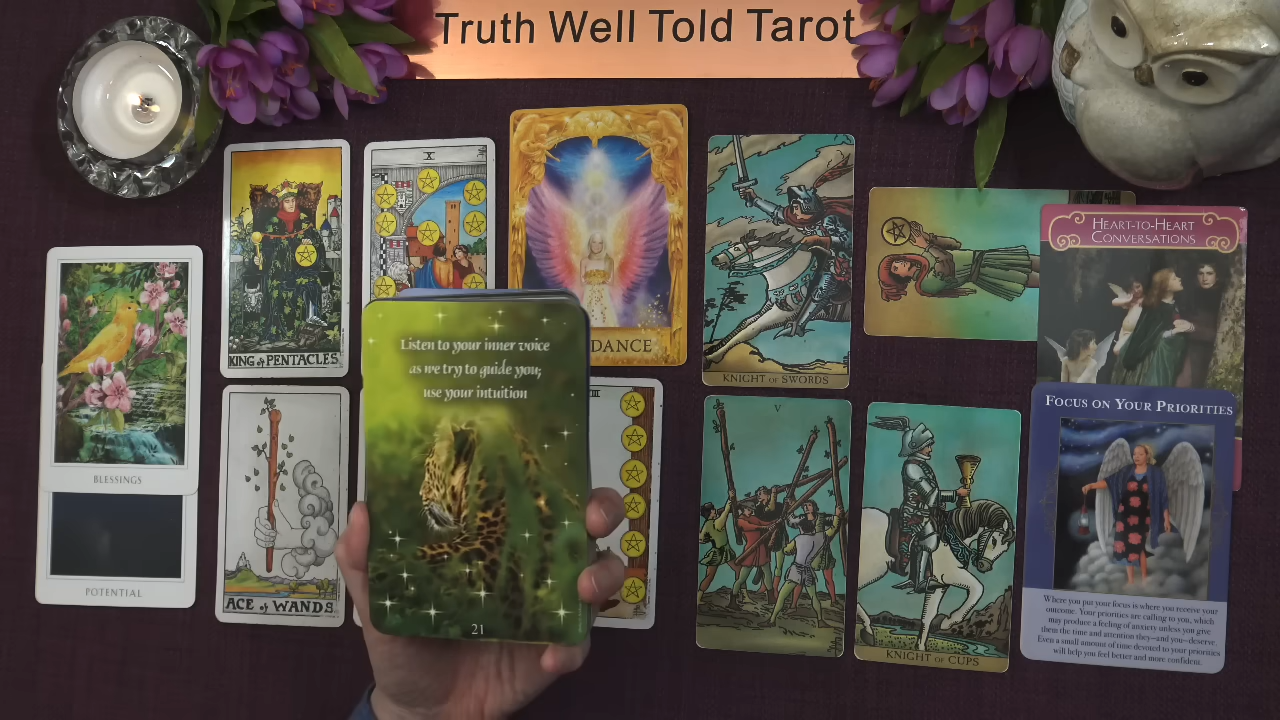 Truth Well Told Tarot
KING of PENTACLES
X
DANCE
KNIGHT OF SWORDS
HEART-TO-HEART
CONVERSATIONS
BLESSINGS
POTENTIAL
ACE of WANDS.
Listen to your inner voice
as we try to guide you;
use your intuition
21
V
KNIGHT OF CUPS
FOCUS ON YOUR PRIORITIES
Where you put your focus is where you receive your
outcome. Your priorities are calling to you, which
may produce a feeling of anxiety unless you give
them the time and attention they—and you—deserve.
Even a small amount of time devoted to your priorities
will help you feel better and more confident.